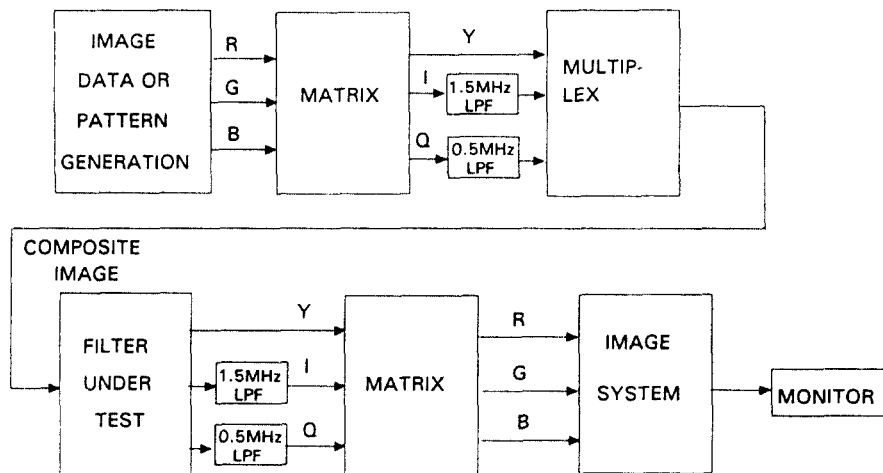 IMAGE
DATA OR
PATTERN
GENERATION
R
G
B
MATRIX
Y
I
Q
1.5MHz
LPF
0.5MHz
LPF
MULTIP-
LEX
COMPOSITE
IMAGE
FILTER
UNDER
TEST
Y
I
Q
1.5MHz
LPF
0.5MHz
LPF
MATRIX
R
G
B
IMAGE
SYSTEM
MONITOR